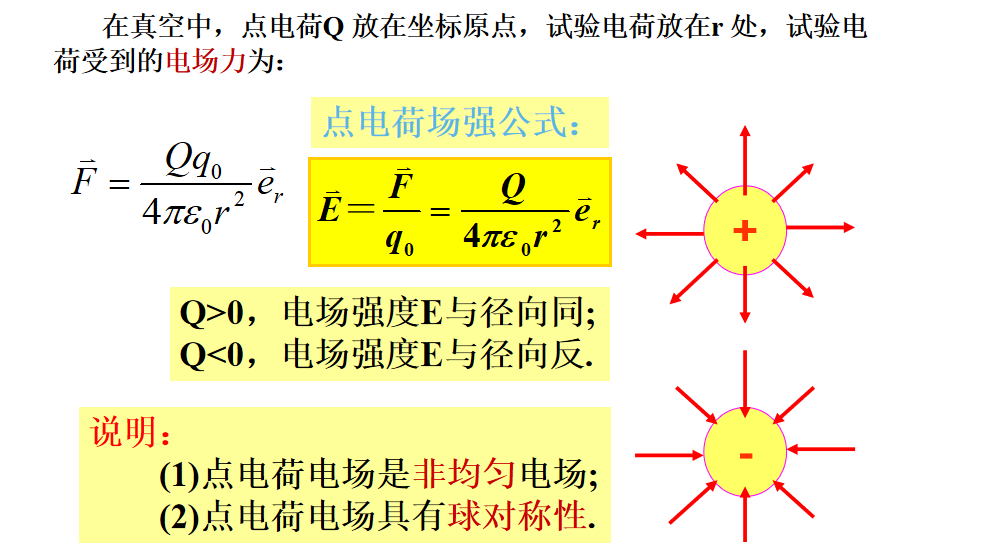 在真空中，点电荷Q 放在坐标原点，试验电荷放在r 处，试验电
荷受到的电场力为：
点电荷场强公式：
$\vec{F} = \frac{Qq_0}{4\pi\varepsilon_0 r^2}\vec{e}_r$
$\vec{E} = \frac{\vec{F}}{q_0} = \frac{Q}{4\pi\varepsilon_0 r^2}\vec{e}_r$
+
Q>0，电场强度E与径向同;
Q<0，电场强度E与径向反.
说明：
(1)点电荷电场是非均匀电场;
(2)点电荷电场具有球对称性.
-